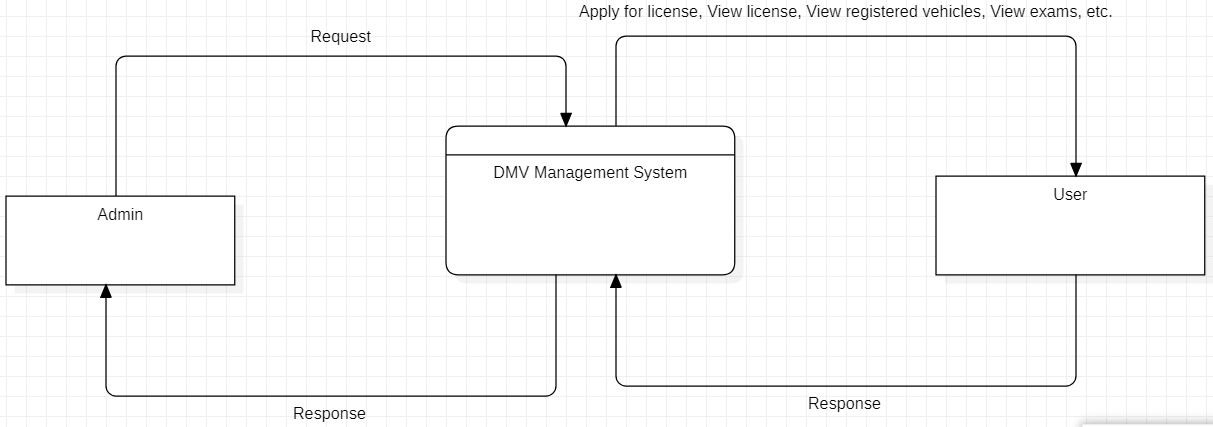 Apply for license, View license, View registered vehicles, View exams, etc.
Request
DMV Management System
User
Admin
Response
Response